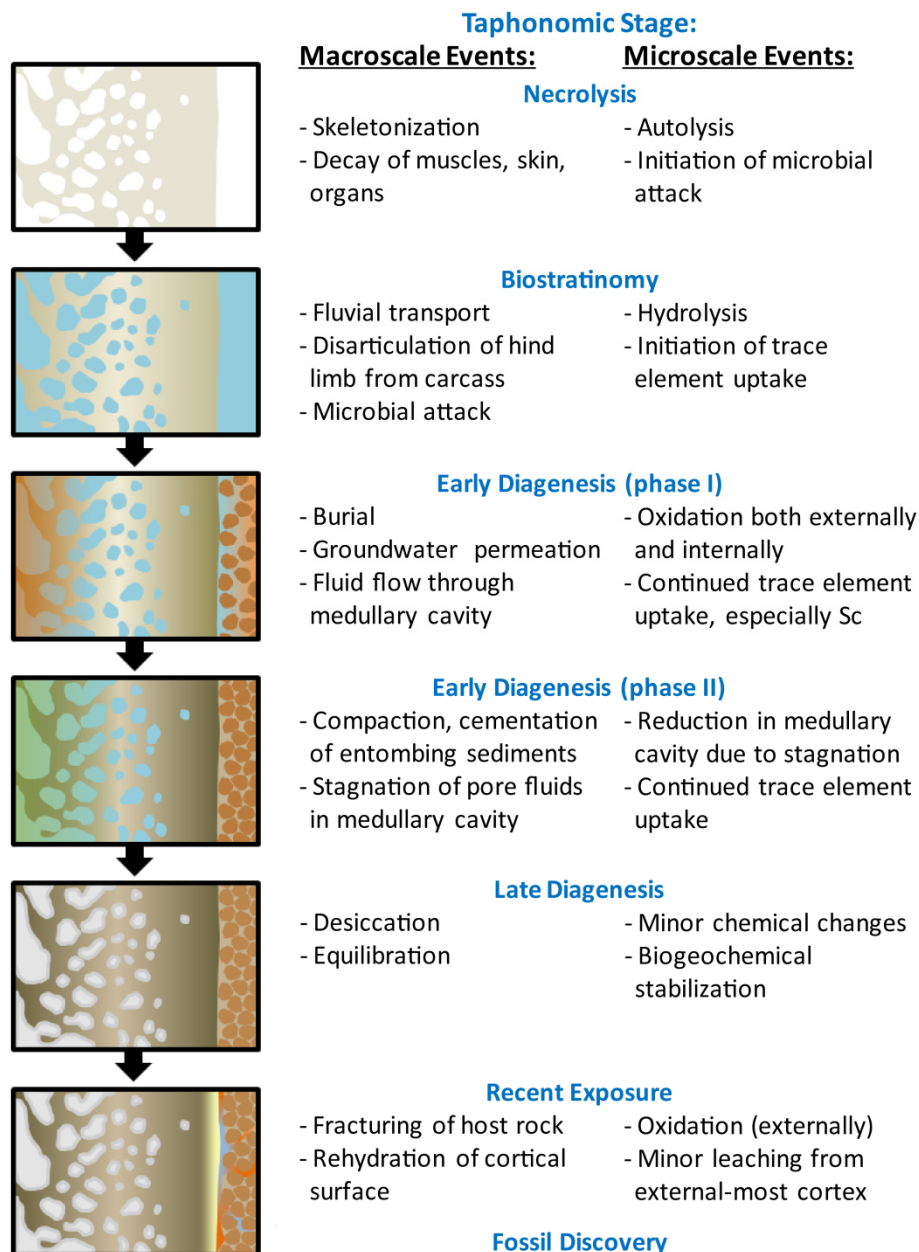 Taphonomic Stage:
Macroscale Events: Microscale Events:
Necrolysis
- Skeletonization
- Decay of muscles, skin,
organs
- Autolysis
- Initiation of microbial
attack
Biostratinomy
- Fluvial transport
- Disarticulation of hind
limb from carcass
- Microbial attack
- Hydrolysis
- Initiation of trace
element uptake
Early Diagenesis (phase I)
- Burial
- Groundwater permeation
- Fluid flow through
medullary cavity
- Oxidation both externally
and internally
- Continued trace element
uptake, especially Sc
Early Diagenesis (phase II)
- Compaction, cementation
of entombing sediments
- Stagnation of pore fluids
in medullary cavity
- Reduction in medullary
cavity due to stagnation
- Continued trace element
uptake
Late Diagenesis
- Desiccation
- Equilibration
- Minor chemical changes
- Biogeochemical
stabilization
Recent Exposure
- Fracturing of host rock
- Rehydration of cortical
surface
- Oxidation (externally)
- Minor leaching from
external-most cortex
Fossil Discovery